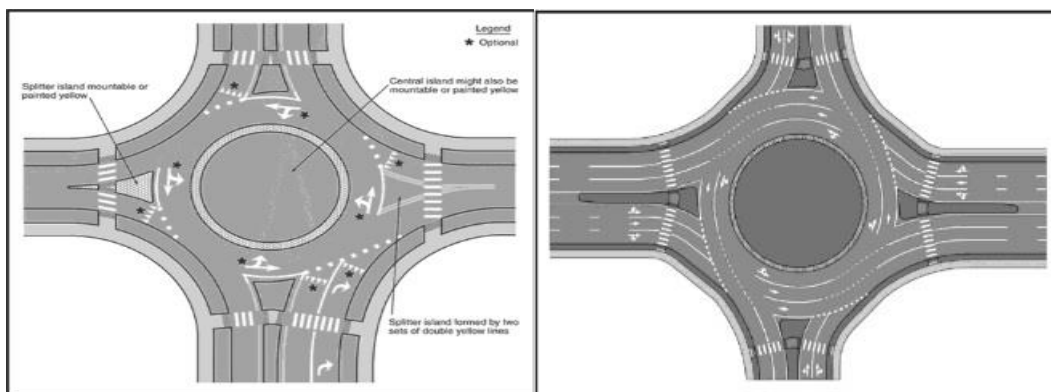 Legend
* Optional
Splitter island mountable or
painted yellow
Central island might also be
mountable or painted yellow
Splitter island formed by two
sets of double yellow lines